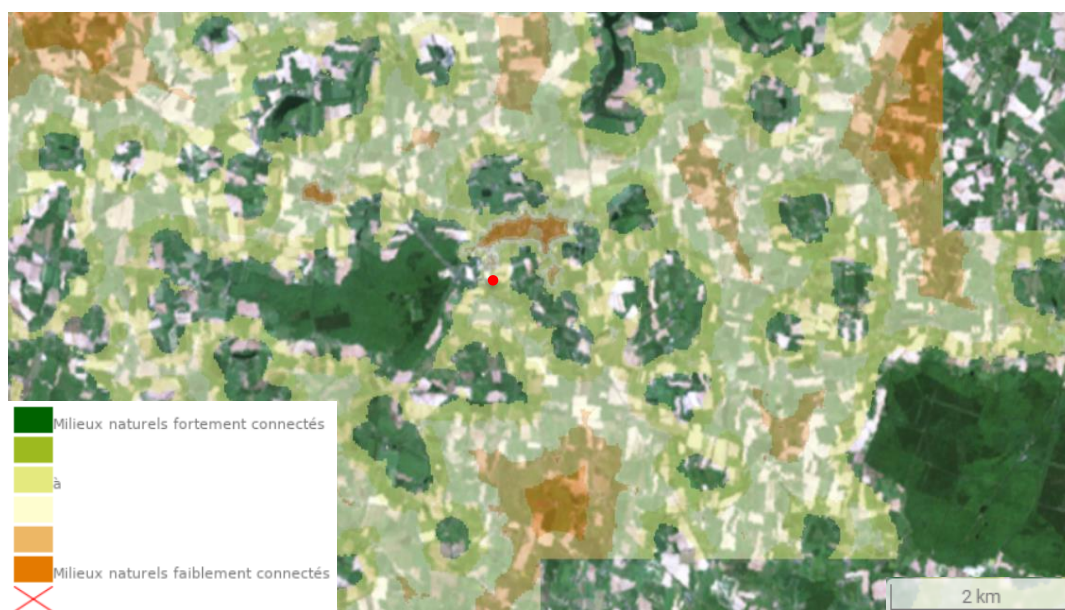 Milieux naturels fortement connectés
à
Milieux naturels faiblement connectés
2 km